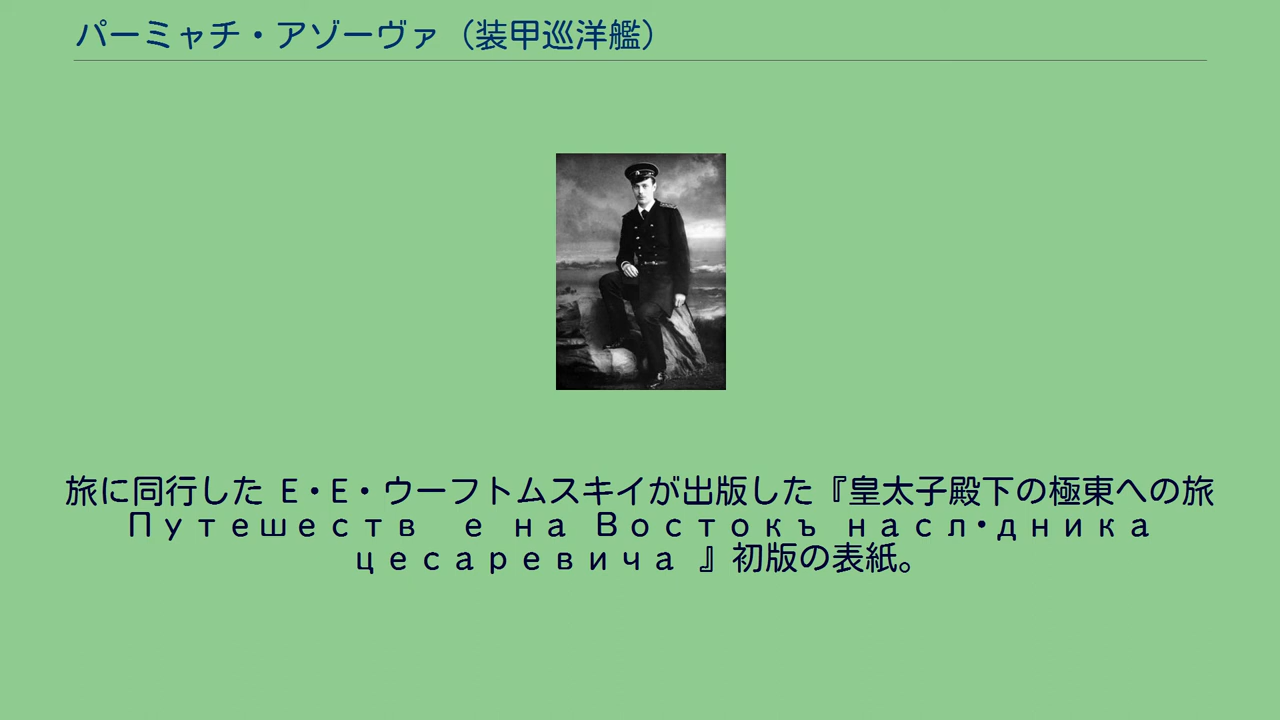 パーミャチ・アゾーヴァ（装甲巡洋艦）
旅に同行した E・E・ウーフトムスキイが出版した『皇太子殿下の極東への旅
Путешеств е на Востокъ насл・дника
цесаревича 』初版の表紙。